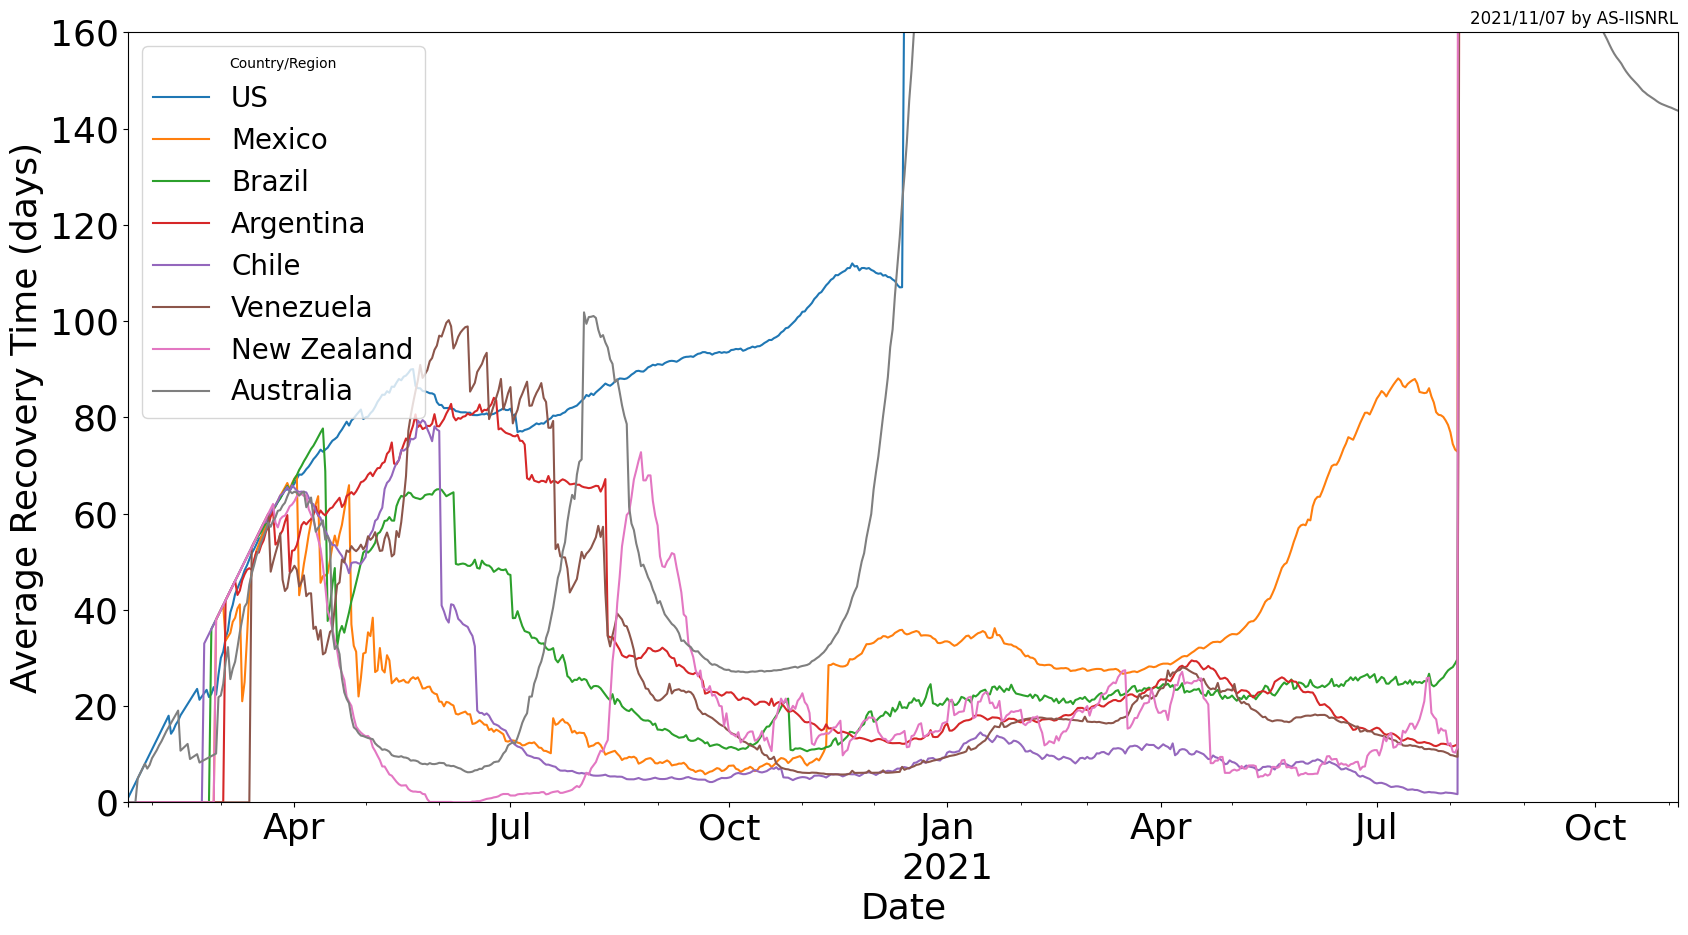 2021/11/07 by AS-IISNRL
160
140
120
100
80
60
40
20
0
Average Recovery Time (days)
Country/Region
US
Mexico
Brazil
Argentina
Chile
Venezuela
New Zealand
Australia
Apr
Jul
Oct
Jan
2021
Apr
Jul
Oct
Date